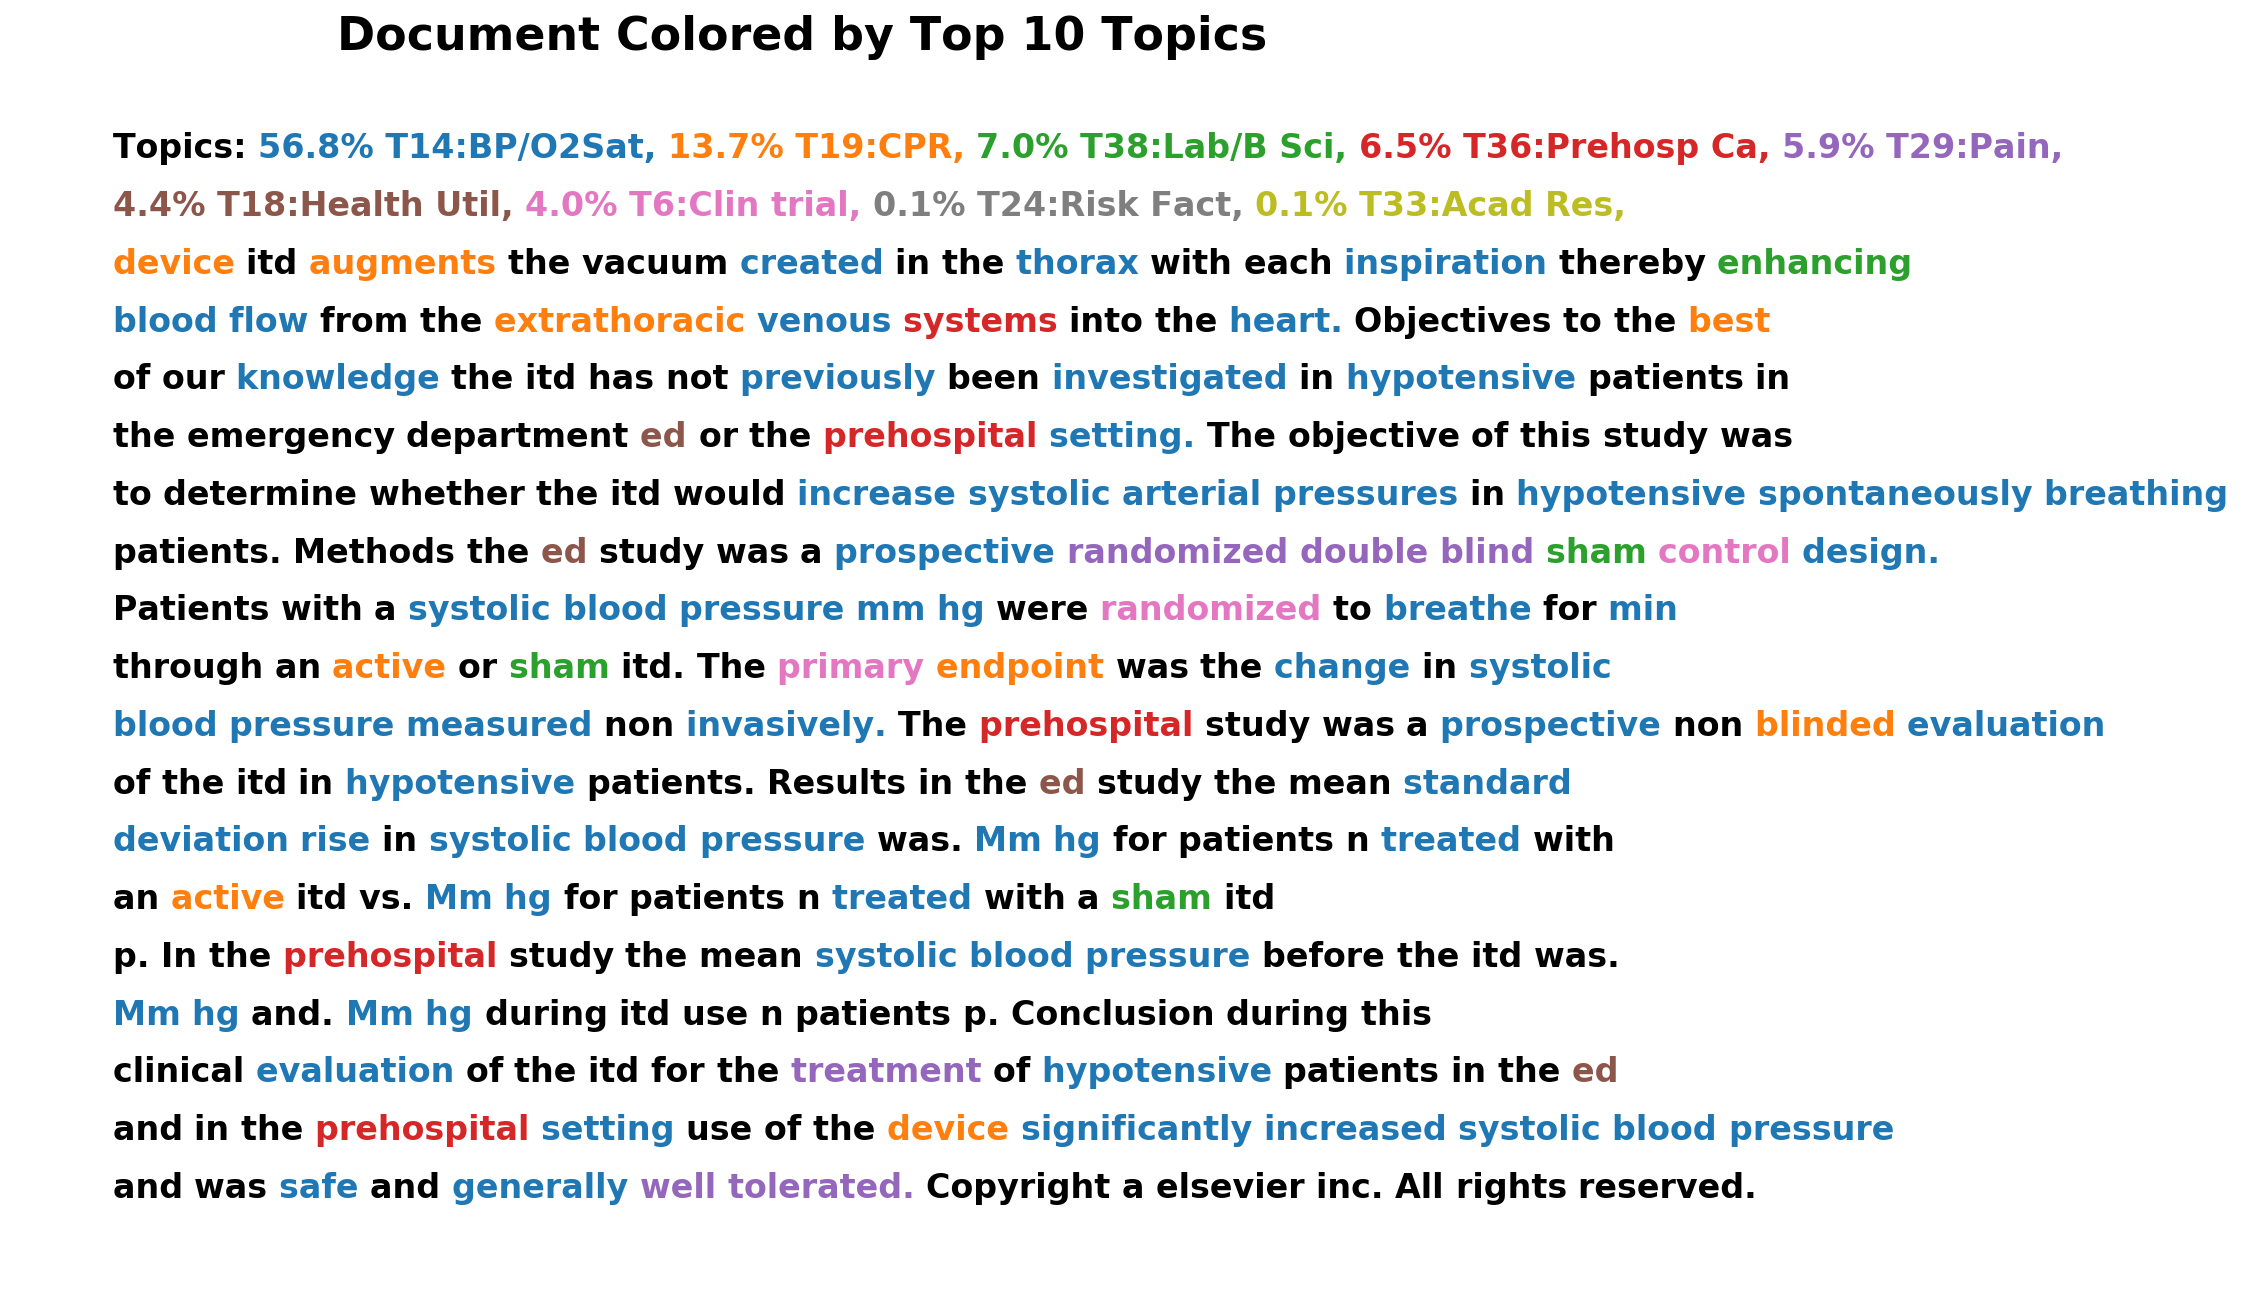 Document Colored by Top 10 Topics
Topics: 56.8% T14:BP/O2Sat, 13.7% T19:CPR, 7.0% T38:Lab/B Sci, 6.5% T36:Prehosp Ca, 5.9% T29:Pain,
4.4% T18:Health Util, 4.0% T6:Clin trial, 0.1% T24:Risk Fact, 0.1% T33:Acad Res,
device itd augments the vacuum created in the thorax with each inspiration thereby enhancing
blood flow from the extrathoracic venous systems into the heart. Objectives to the best
of our knowledge the itd has not previously been investigated in hypotensive patients in
the emergency department ed or the prehospital setting. The objective of this study was
to determine whether the itd would increase systolic arterial pressures in hypotensive spontaneously breathing
patients. Methods the ed study was a prospective randomized double blind sham control design.
Patients with a systolic blood pressure mm hg were randomized to breathe for min
through an active or sham itd. The primary endpoint was the change in systolic
blood pressure measured non invasively. The prehospital study was a prospective non blinded evaluation
of the itd in hypotensive patients. Results in the ed study the mean standard
deviation rise in systolic blood pressure was. Mm hg for patients n treated with
an active itd vs. Mm hg for patients n treated with a sham itd
p. In the prehospital study the mean systolic blood pressure before the itd was.
Mm hg and. Mm hg during itd use n patients p. Conclusion during this
clinical evaluation of the itd for the treatment of hypotensive patients in the ed
and in the prehospital setting use of the device significantly increased systolic blood pressure
and was safe and generally well tolerated. Copyright a elsevier inc. All rights reserved.